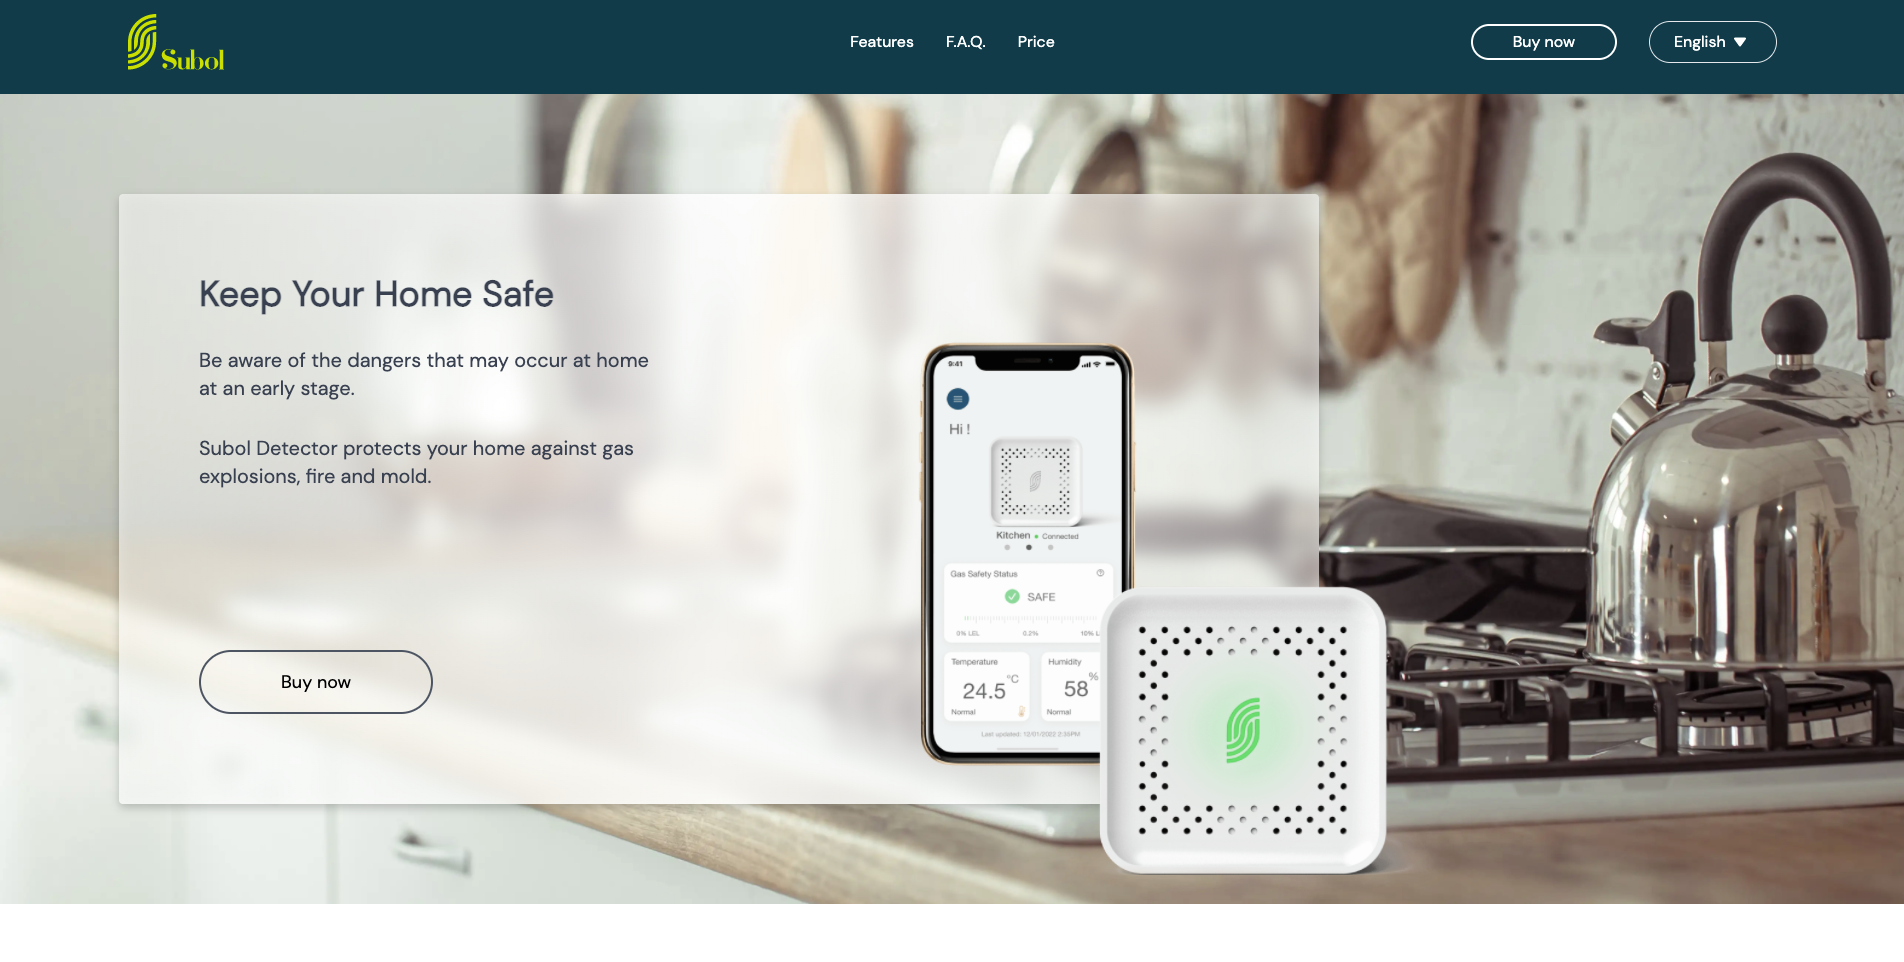 Subol
Features F.A.Q. Price
Buy now
English
Keep Your Home Safe
Be aware of the dangers that may occur at home
at an early stage.
Subol Detector protects your home against gas
explosions, fire and mold.
Buy now
9:41
Hi !
Kitchen Connected
Gas Safety Status
SAFE
0% LEL 0.2% 10% L
Temperature Humidity
24.5 °C 58 %
Normal Normal
Last updated: 12/01/2022 2:35PM